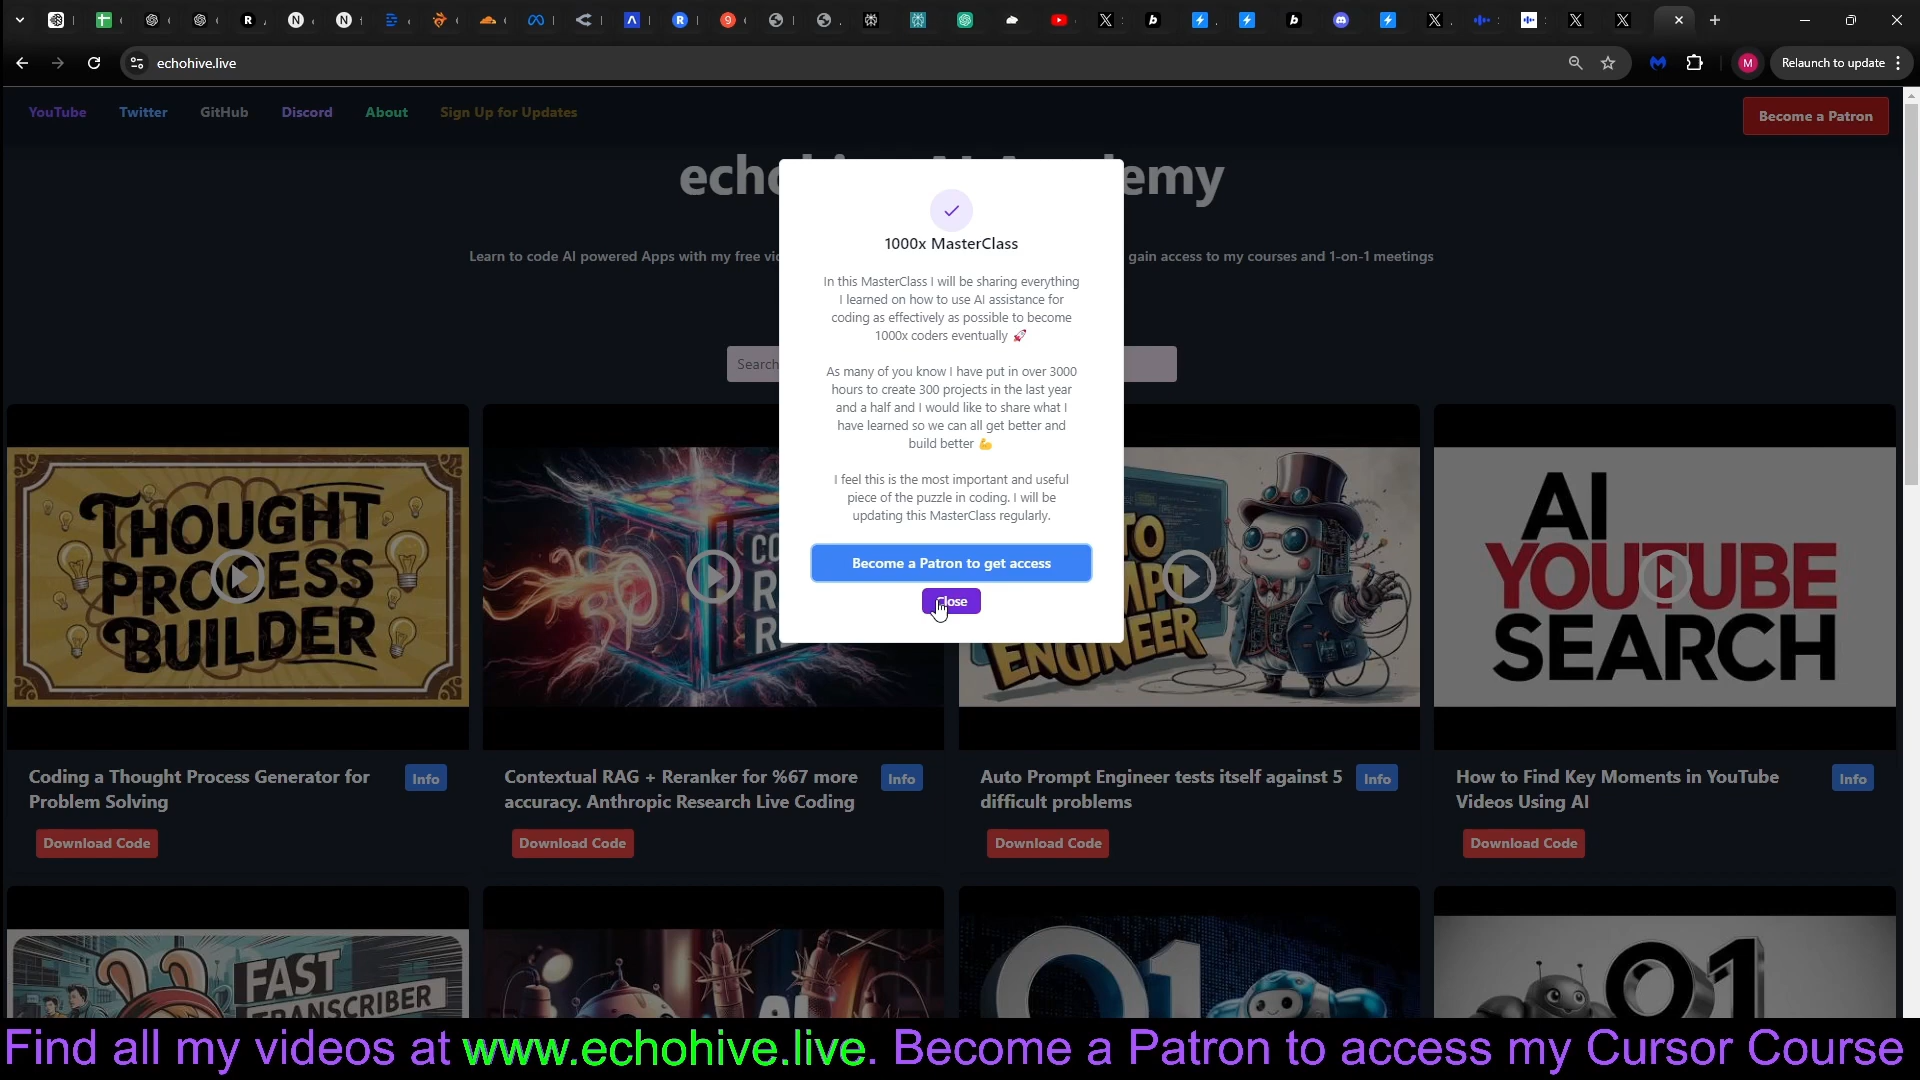 echohive.live
Relaunch to update
M
YouTube
Twitter
GitHub
Discord
About
Sign Up for Updates
Become a Patron
Learn to code AI powered Apps with my free
gain access to my courses and 1-on-1 meetings
Search
1000x MasterClass
In this MasterClass I will be sharing everything
I learned on how to use AI assistance for
coding as effectively as possible to become
1000x coders eventually 🚀
As many of you know I have put in over 3000
hours to create 300 projects in the last year
and a half and I would like to share what I
have learned so we can all get better and
build better 💪
I feel this is the most important and useful
piece of the puzzle in coding. I will be
updating this MasterClass regularly.
Become a Patron to get access
Close
THOUGHT
PROCESS
BUILDER
ENGINEER
AI
YOUTUBE
SEARCH
Coding a Thought Process Generator for
Problem Solving
Info
Download Code
Contextual RAG + Reranker for %67 more
accuracy. Anthropic Research Live Coding
Info
Download Code
Auto Prompt Engineer tests itself against 5
difficult problems
Info
Download Code
How to Find Key Moments in YouTube
Videos Using AI
Info
Download Code
FAST
TRANSCRIBER
O1
O1
Find all my videos at www.echohive.live. Become a Patron to access my Cursor Course